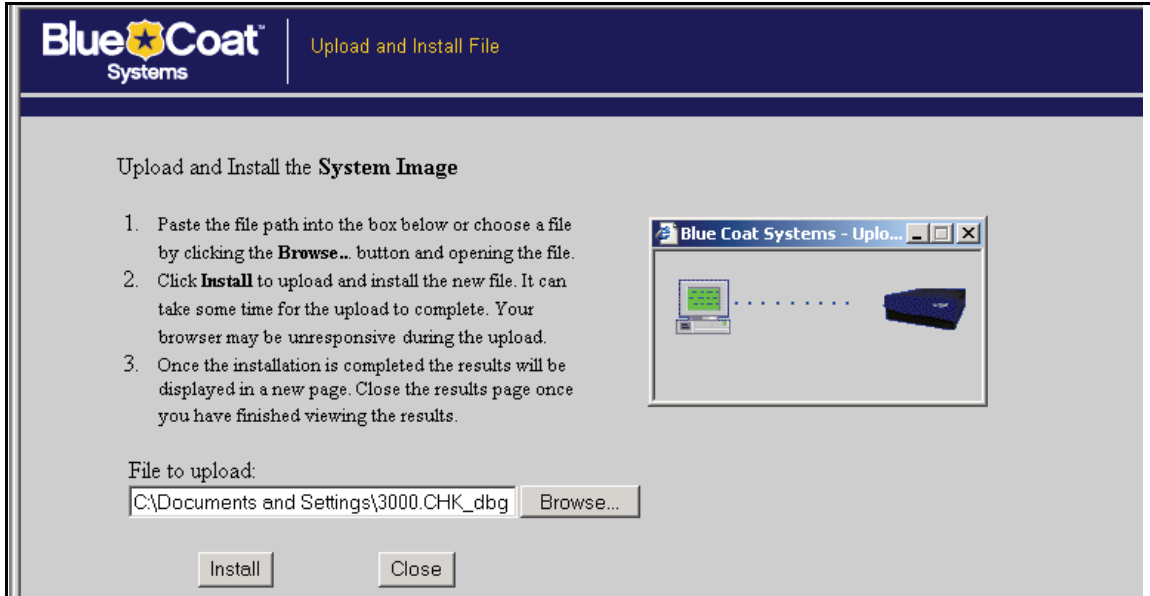 Blue Coat™
Systems
Upload and Install File
Upload and Install the System Image
1. Paste the file path into the box below or choose a file
by clicking the Browse... button and opening the file.
2. Click Install to upload and install the new file. It can
take some time for the upload to complete. Your
browser may be unresponsive during the upload.
3. Once the installation is completed the results will be
displayed in a new page. Close the results page once
you have finished viewing the results.
Blue Coat Systems - Uplo...
File to upload:
C:\Documents and Settings\3000.CHK_dbg
Browse...
Install
Close